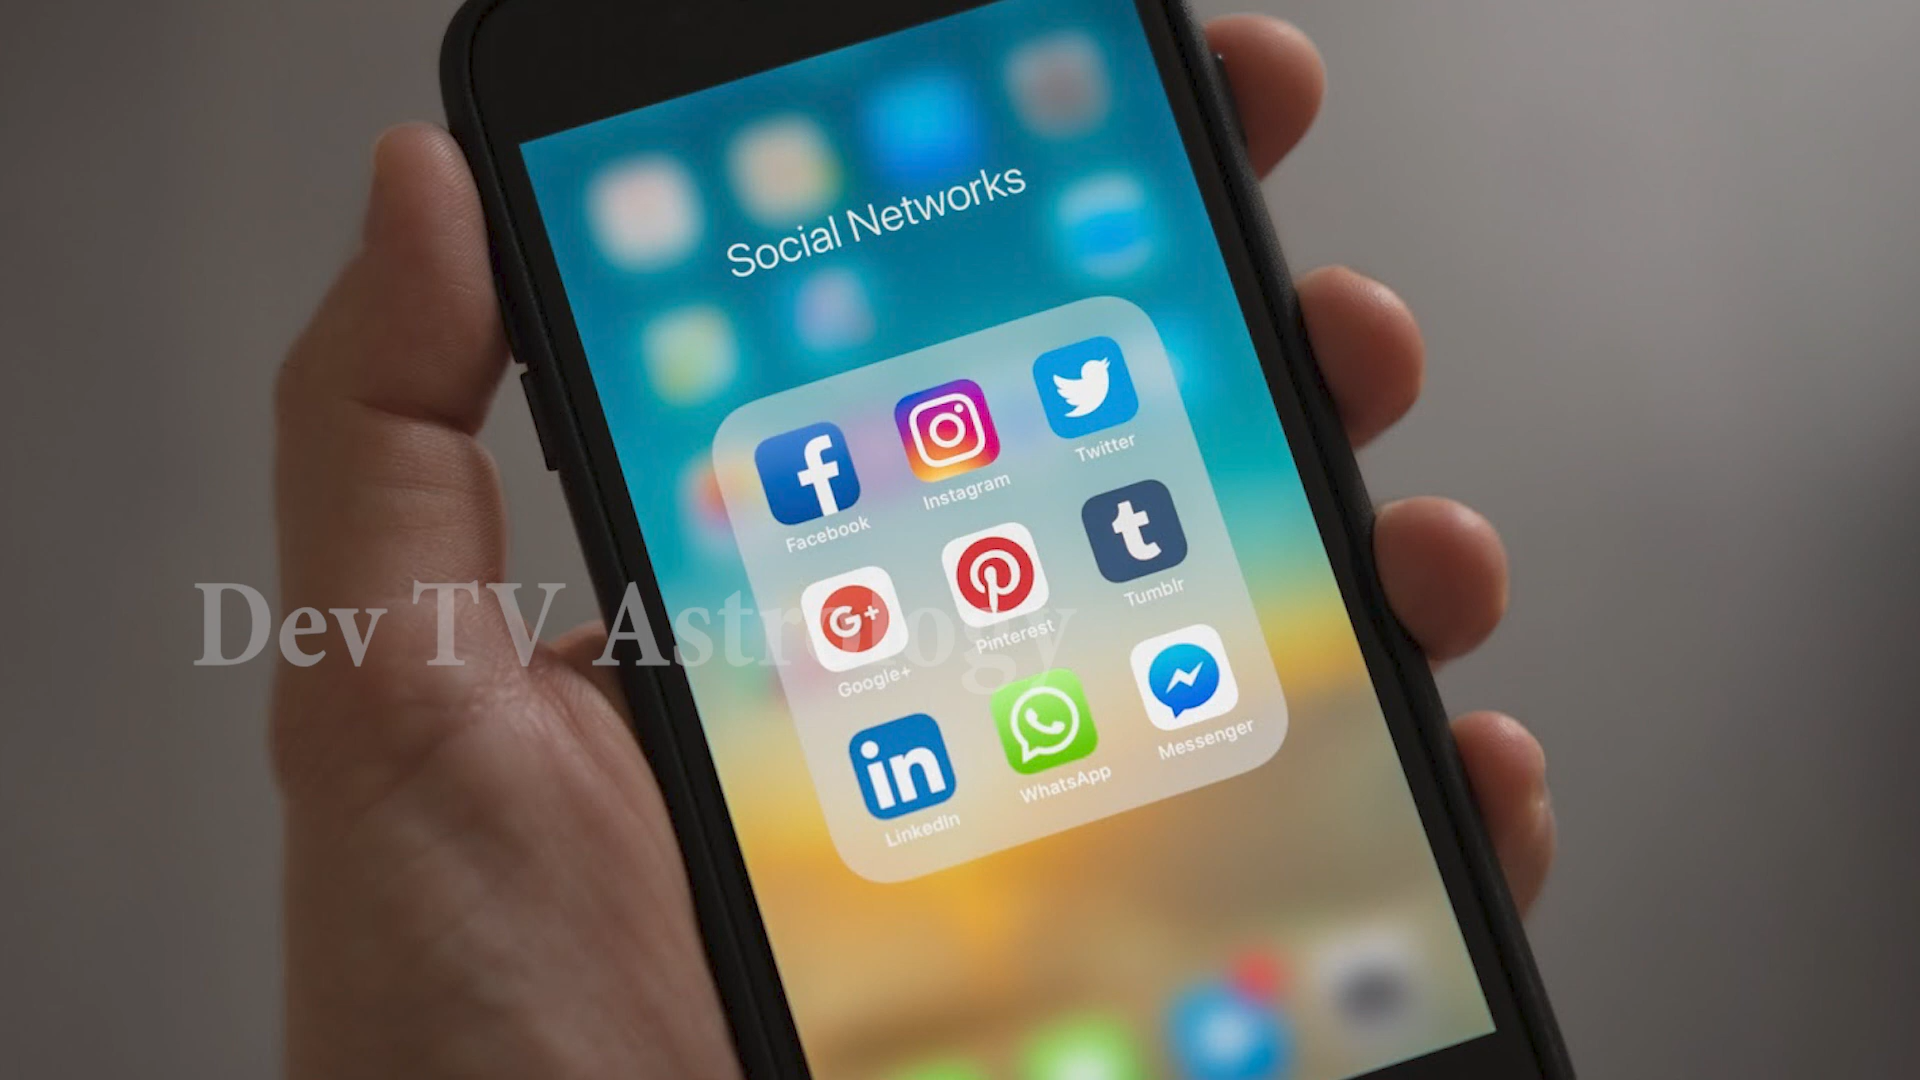 Social Networks
Facebook
Instagram
Twitter
Google+
Pinterest
Tumblr
LinkedIn
WhatsApp
Messenger
Dev TV Astrology